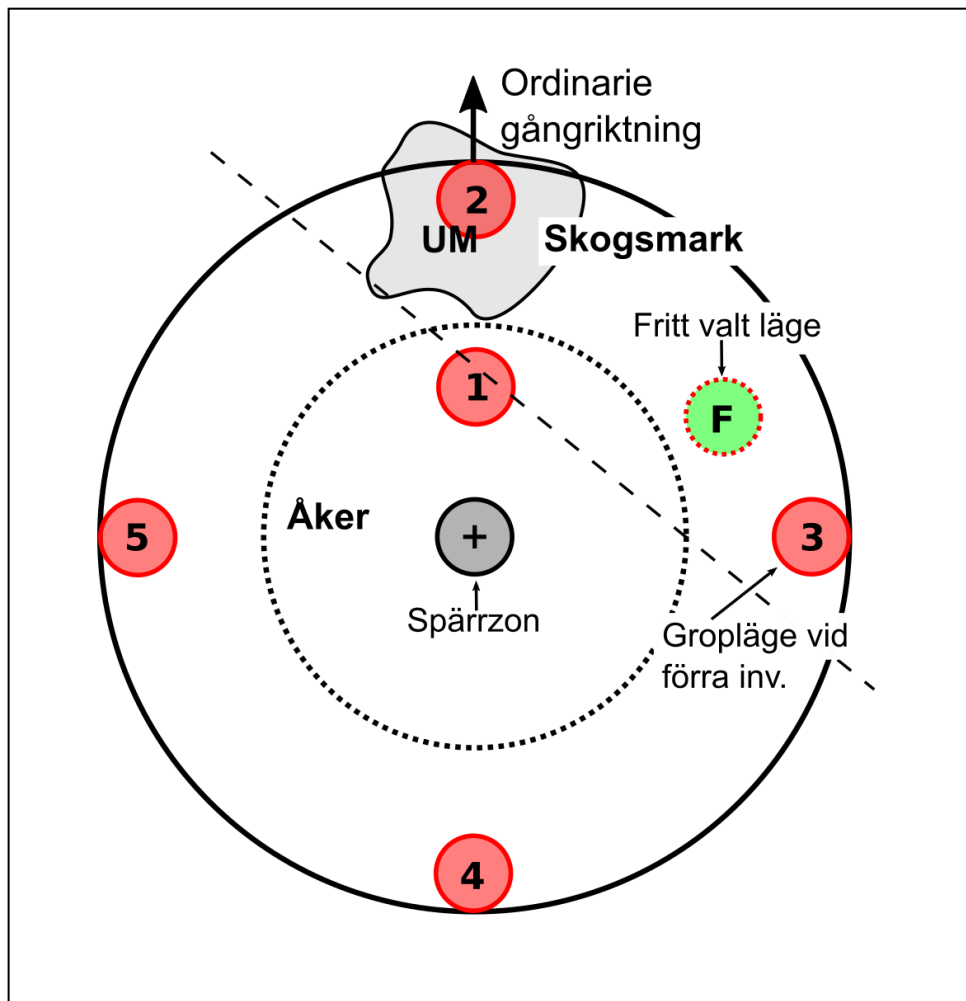 Ordinarie
gångriktning
2
UM
Skogsmark
Fritt valt läge
1
F
Åker
5
+
3
Spärrzon
Gropläge vid
förra inv.
4